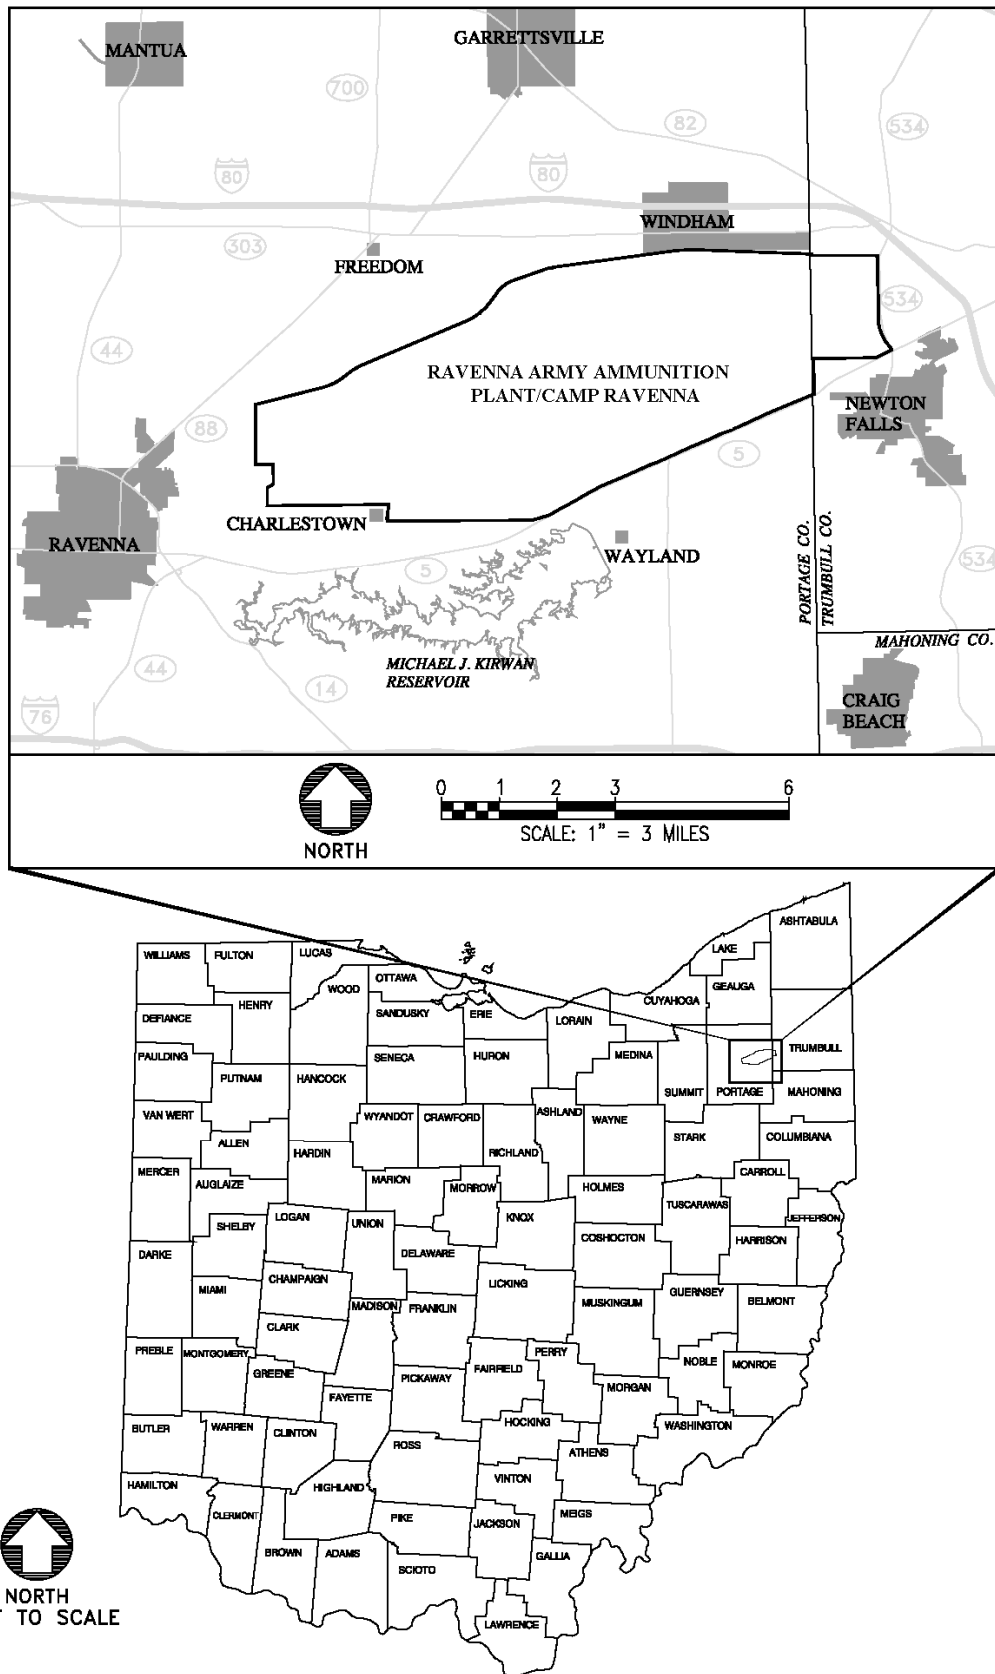 MANTUA
GARRETTSVILLE
700
82
534
80
80
WINDHAM
303
FREEDOM
534
44
RAVENNA ARMY AMMUNITION
PLANT/CAMP RAVENNA
NEWTON
FALLS
88
5
CHARLESTOWN
RAVENNA
WAYLAND
5
534
PORTAGE CO.
TRUMBULL CO.
MAHONING CO.
44
MICHAEL J. KIRWAN
RESERVOIR
14
76
CRAIG
BEACH
0 1 2 3 6
SCALE: 1" = 3 MILES
NORTH
ASHTABULA
LAKE
WILLIAMS
FULTON
LUCAS
OTTAWA
WOOD
GEAUGA
CUYAHOGA
HENRY
SANDUSKY
ERIE
LORAIN
DEFIANCE
TRUMBULL
PAULDING
SENECA
HURON
MEDINA
PUTNAM
HANCOCK
SUMMIT
PORTAGE
MAHONING
VAN WERT
WYANDOT
CRAWFORD
ASHLAND
WAYNE
ALLEN
STARK
COLUMBIANA
HARDIN
RICHLAND
MERCER
CARROLL
AUGLAIZE
MARION
MORROW
HOLMES
TUSCARAWAS
LOGAN
UNION
KNOX
JEFFERSON
SHELBY
COSHOCTON
HARRISON
DARKE
DELAWARE
CHAMPAIGN
LICKING
MIAMI
GUERNSEY
MADISON
FRANKLIN
MUSKINGUM
BELMONT
CLARK
PREBLE
MONTGOMERY
PERRY
NOBLE
MONROE
GREENE
FAIRFIELD
PICKAWAY
MORGAN
FAYETTE
HOCKING
WASHINGTON
BUTLER
WARREN
CLINTON
ROSS
ATHENS
HAMILTON
HIGHLAND
VINTON
CLERMONT
PIKE
JACKSON
MEIGS
BROWN
ADAMS
GALLIA
SCIOTO
LAWRENCE
NORTH
T TO SCALE